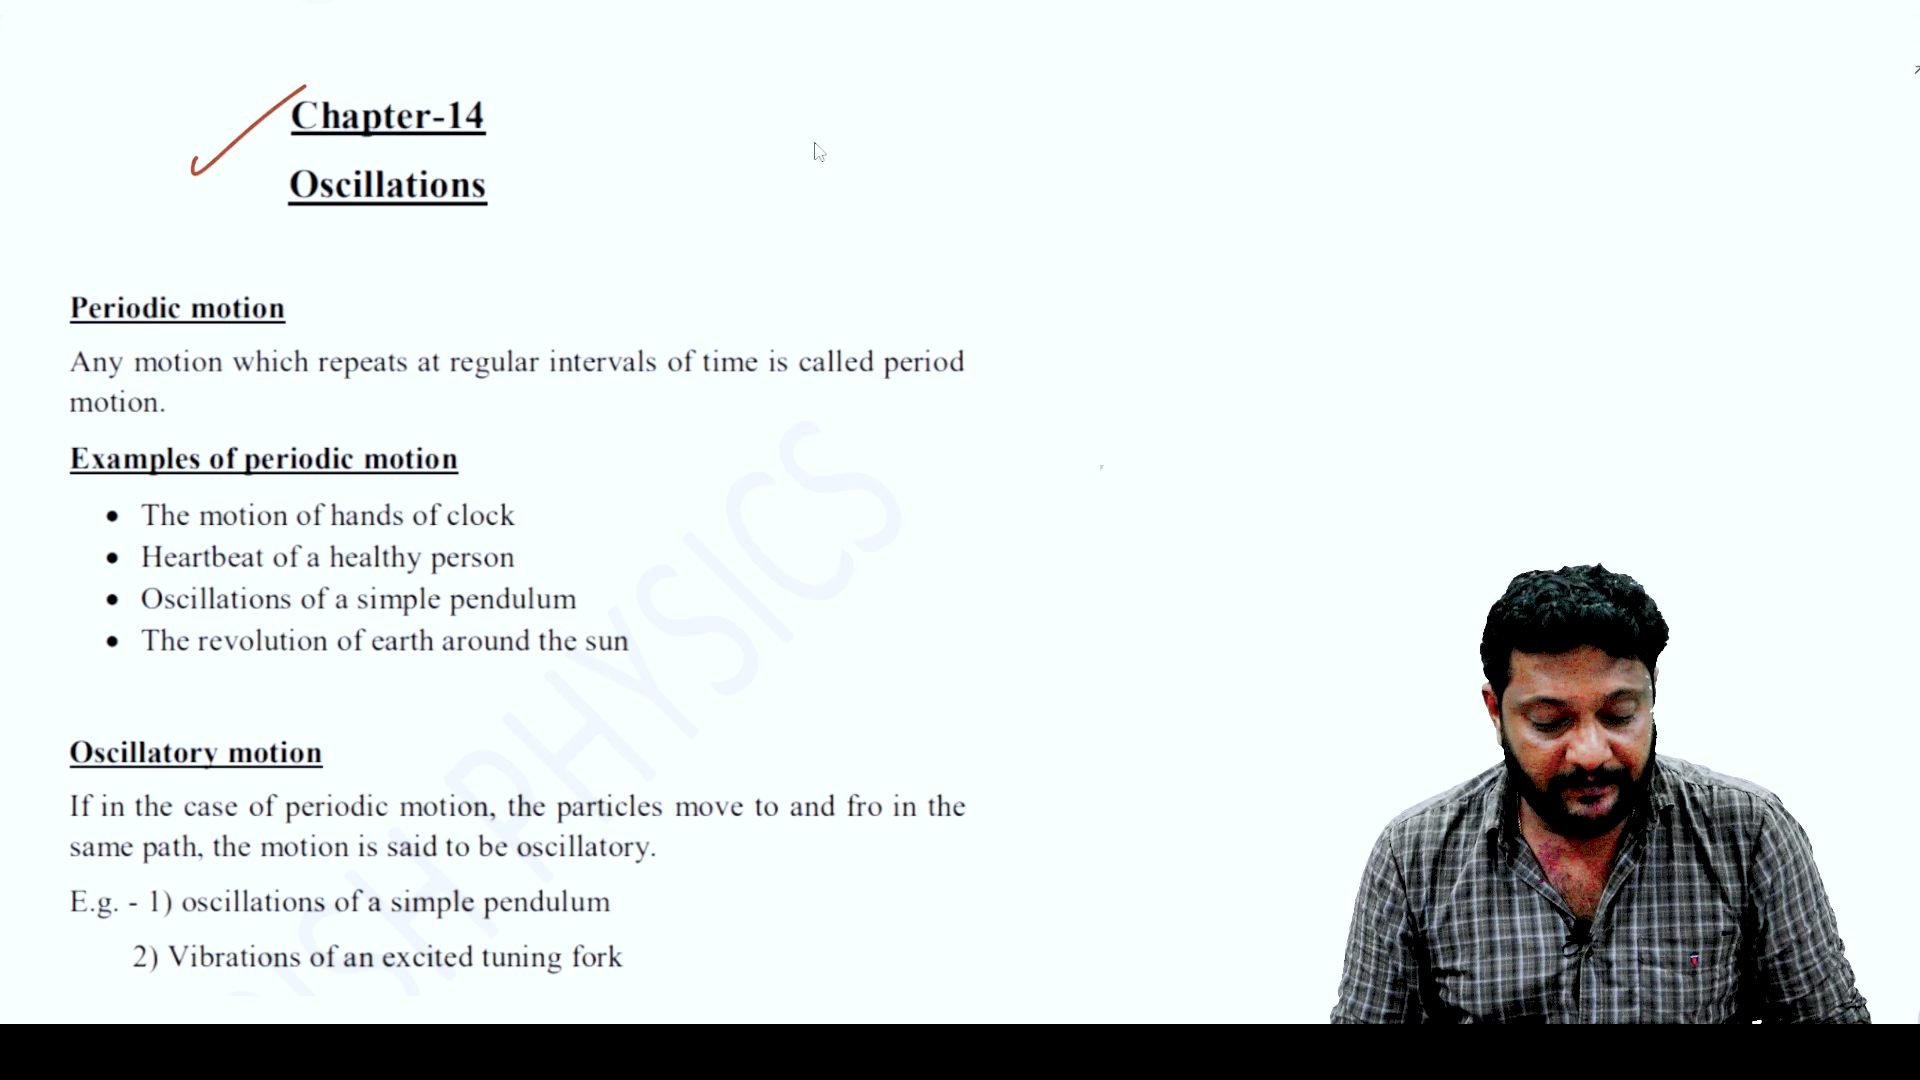 Chapter-14
Oscillations
Periodic motion
Any motion which repeats at regular intervals of time is called period
motion.
Examples of periodic motion
• The motion of hands of clock
• Heartbeat of a healthy person
• Oscillations of a simple pendulum
• The revolution of earth around the sun
Oscillatory motion
If in the case of periodic motion, the particles move to and fro in the
same path, the motion is said to be oscillatory.
E.g. - 1) oscillations of a simple pendulum
2) Vibrations of an excited tuning fork
ISH PHYSICS